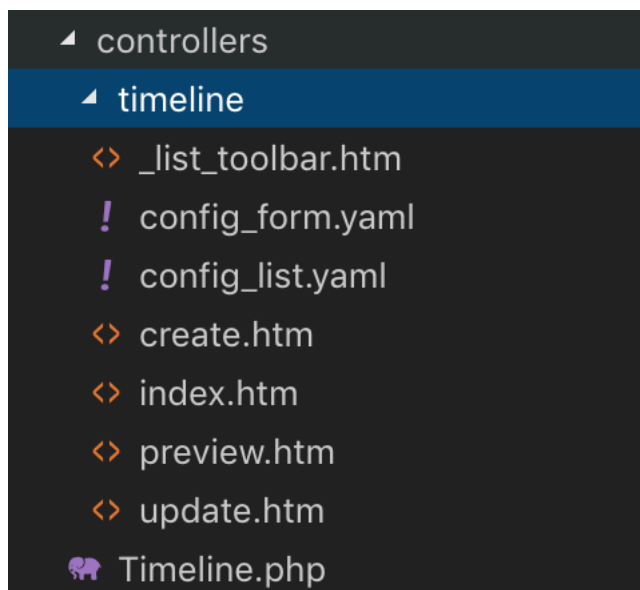 controllers
timeline
_list_toolbar.htm
config_form.yaml
config_list.yaml
create.htm
index.htm
preview.htm
update.htm
Timeline.php